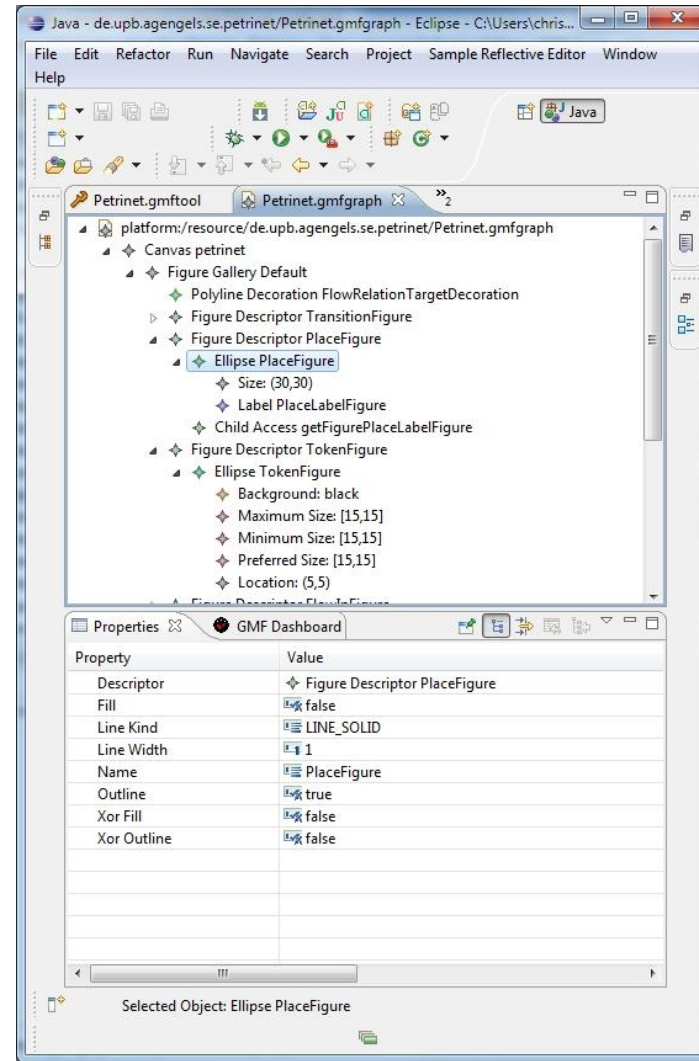 Java - de.upb.agengels.se.petrinet/Petrinet.gmfgraph - Eclipse - C:\Users\chris...
File Edit Refactor Run Navigate Search Project Sample Reflective Editor Window
Help
Java
Petrinet.gmftool Petrinet.gmfgraph »2
platform:/resource/de.upb.agengels.se.petrinet/Petrinet.gmfgraph
Canvas petrinet
Figure Gallery Default
Polyline Decoration FlowRelationTargetDecoration
Figure Descriptor TransitionFigure
Figure Descriptor PlaceFigure
Ellipse PlaceFigure
Size: (30,30)
Label PlaceLabelFigure
Child Access getFigurePlaceLabelFigure
Figure Descriptor TokenFigure
Ellipse TokenFigure
Background: black
Maximum Size: [15,15]
Minimum Size: [15,15]
Preferred Size: [15,15]
Location: (5,5)
Figure Descriptor FlowInFigure
Properties GMF Dashboard
Property Value
Descriptor Figure Descriptor PlaceFigure
Fill false
Line Kind LINE_SOLID
Line Width 1
Name PlaceFigure
Outline true
Xor Fill false
Xor Outline false
Selected Object: Ellipse PlaceFigure